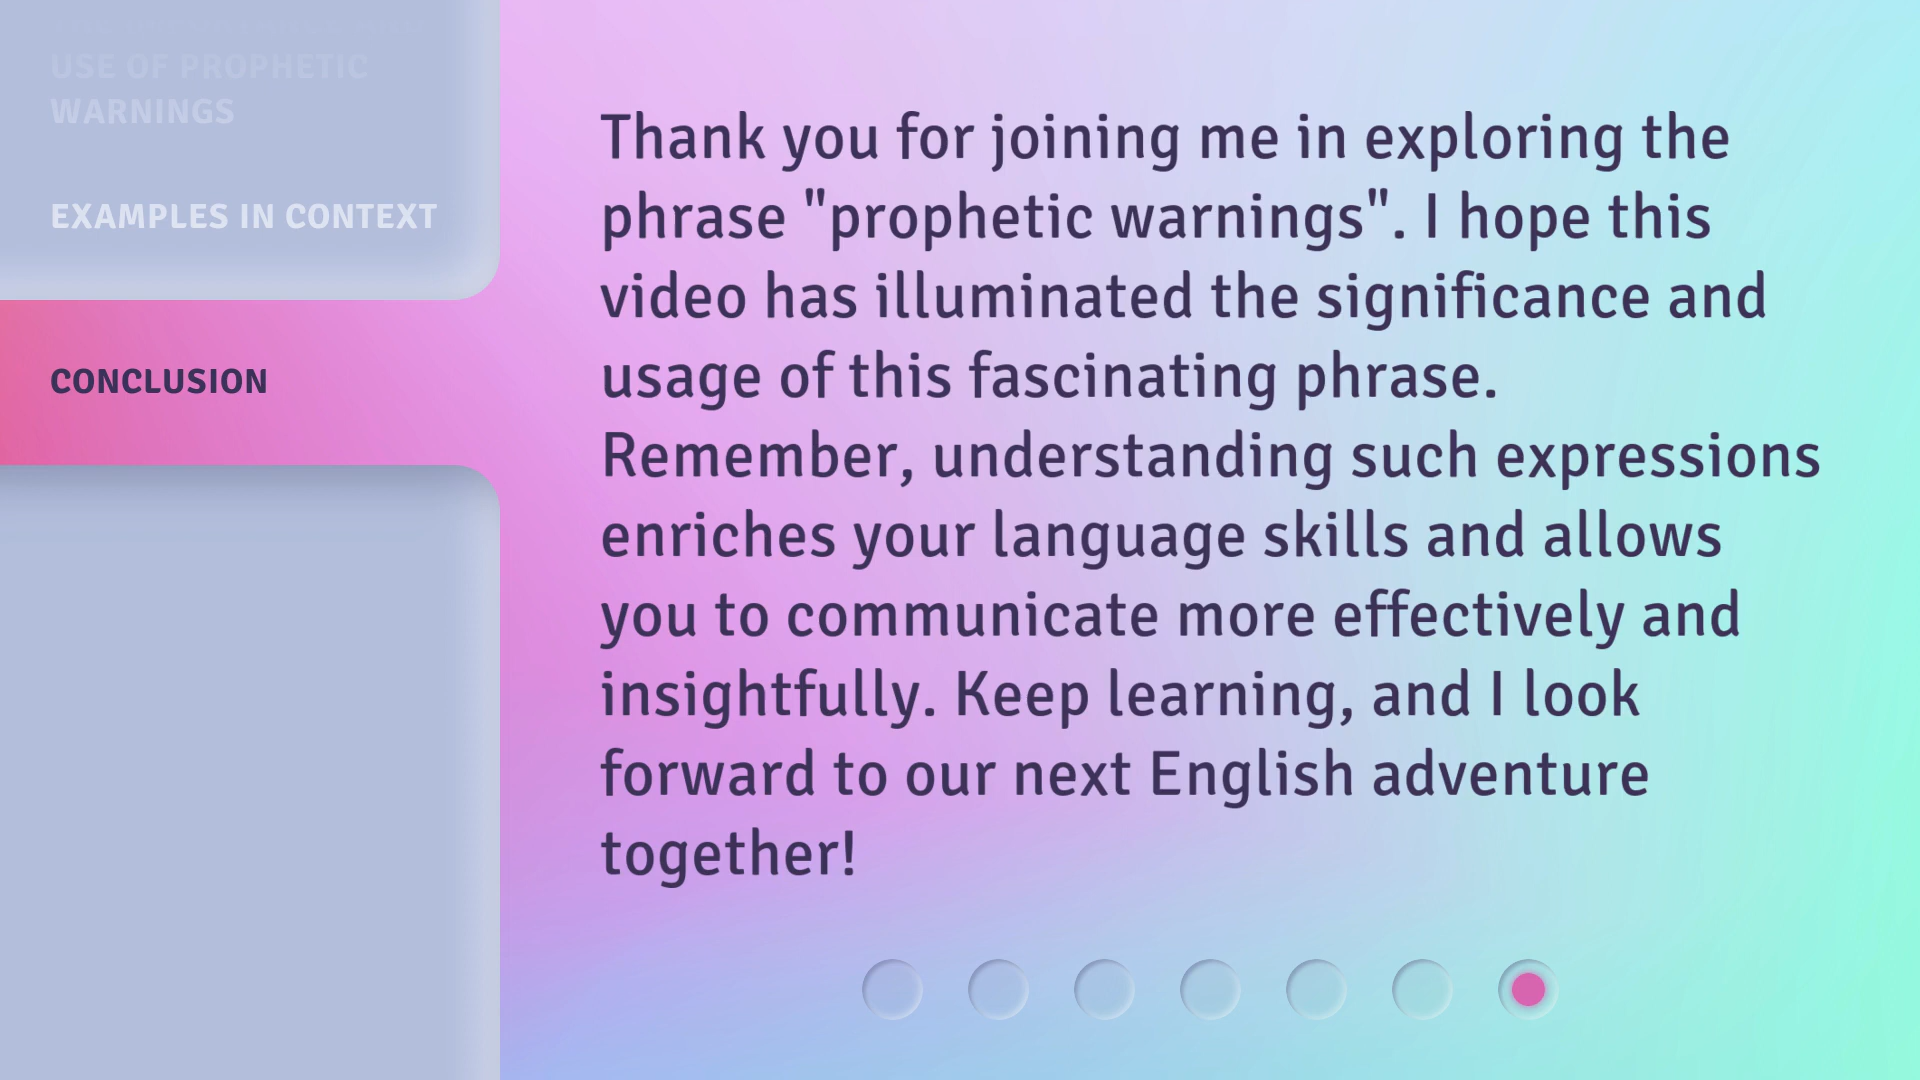 USE OF PROPHETIC
WARNINGS
EXAMPLES IN CONTEXT
CONCLUSION
Thank you for joining me in exploring the
phrase "prophetic warnings". I hope this
video has illuminated the significance and
usage of this fascinating phrase.
Remember, understanding such expressions
enriches your language skills and allows
you to communicate more effectively and
insightfully. Keep learning, and I look
forward to our next English adventure
together!